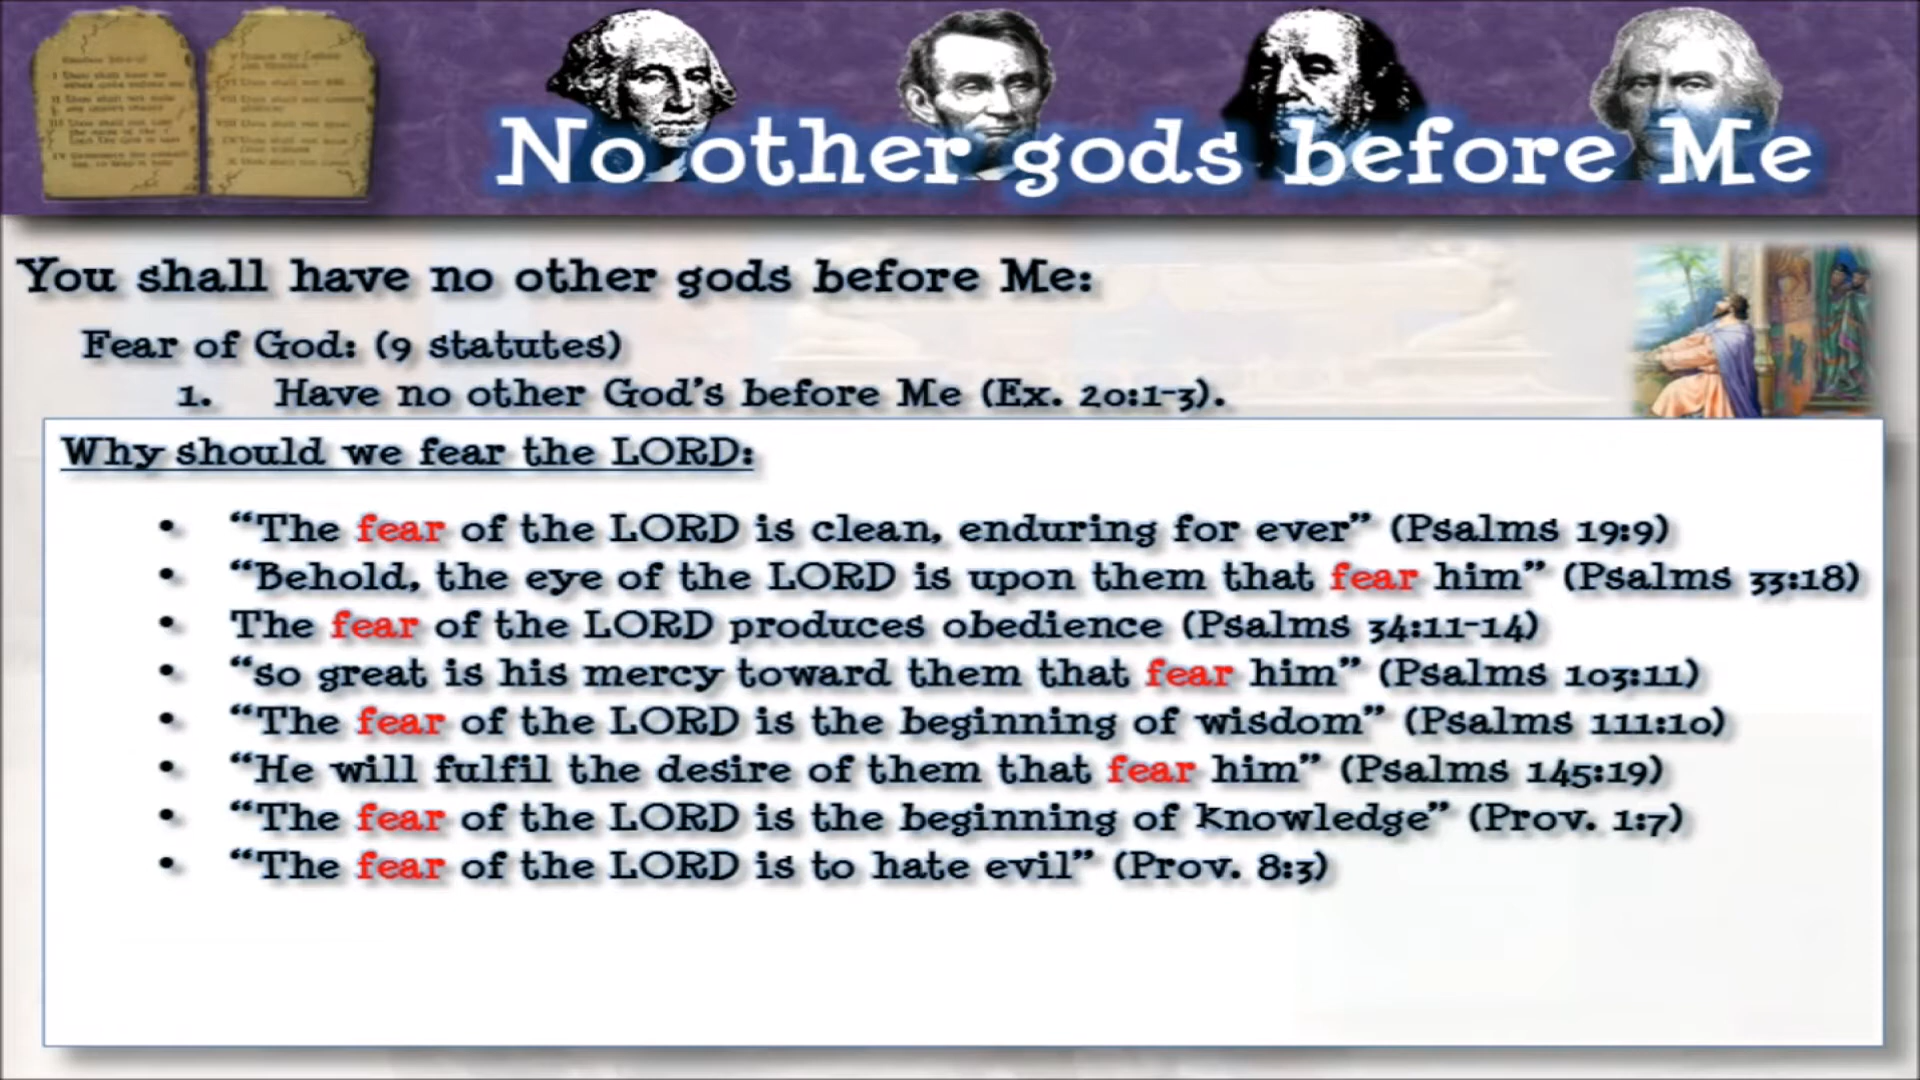 No other gods before Me
You shall have no other gods before Me:
Fear of God: (9 statutes)
1. Have no other God's before Me (Ex. 20:1-3).
Why should we fear the LORD:
• “The fear of the LORD is clean, enduring for ever” (Psalms 19:9)
• “Behold, the eye of the LORD is upon them that fear him” (Psalms 33:18)
• The fear of the LORD produces obedience (Psalms 34:11-14)
• “so great is his mercy toward them that fear him” (Psalms 103:11)
• “The fear of the LORD is the beginning of wisdom” (Psalms 111:10)
• “He will fulfil the desire of them that fear him” (Psalms 145:19)
• “The fear of the LORD is the beginning of knowledge” (Prov. 1:7)
• “The fear of the LORD is to hate evil” (Prov. 8:3)